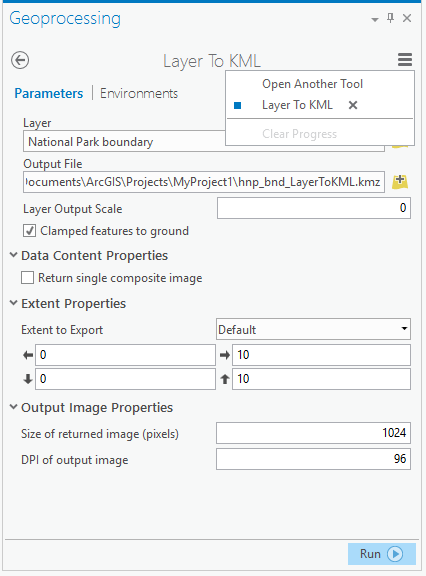 Geoprocessing
Layer To KML
Open Another Tool
Layer To KML
Clear Progress
Parameters | Environments
Layer
National Park boundary
Output File
ocuments\ArcGIS\Projects\MyProject1\hnp_bnd_LayerToKML.kmz
Layer Output Scale 0
Clamped features to ground
Data Content Properties
Return single composite image
Extent Properties
Extent to Export Default
0 10
0 10
Output Image Properties
Size of returned image (pixels) 1024
DPI of output image 96
Run